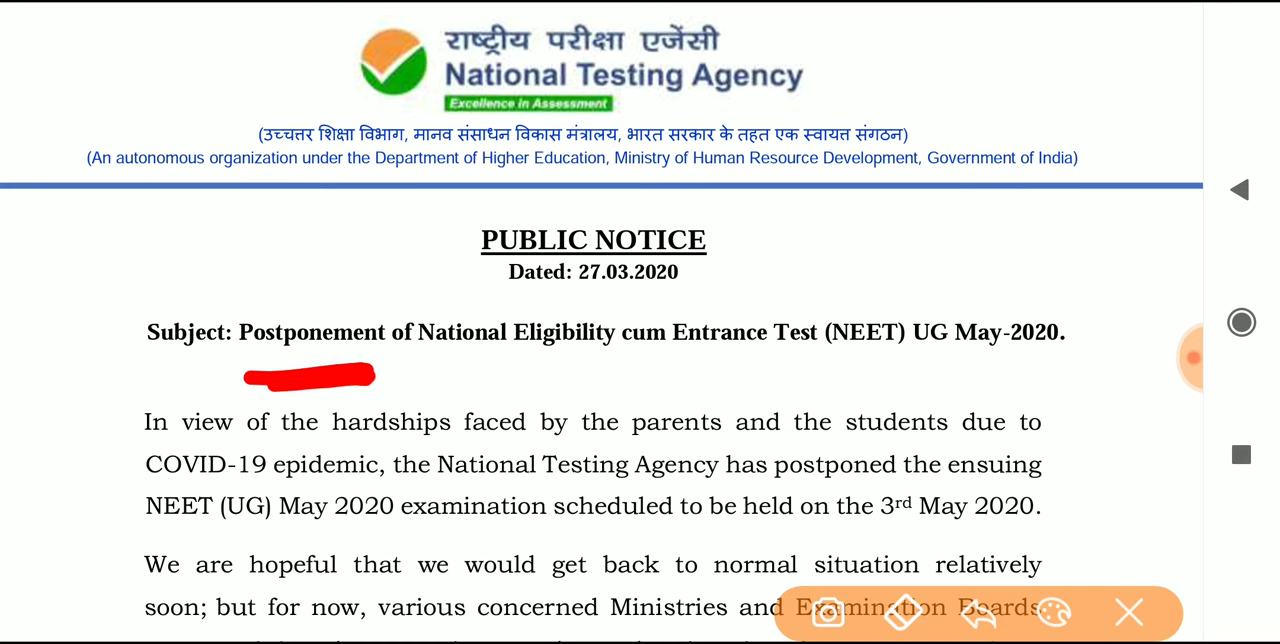 राष्ट्रीय परीक्षा एजेंसी
National Testing Agency
Excellence in Assessment
(उच्चत्तर शिक्षा विभाग, मानव संसाधन विकास मंत्रालय, भारत सरकार के तहत एक स्वायत्त संगठन)
(An autonomous organization under the Department of Higher Education, Ministry of Human Resource Development, Government of India)
PUBLIC NOTICE
Dated: 27.03.2020
Subject: Postponement of National Eligibility cum Entrance Test (NEET) UG May-2020.
In view of the hardships faced by the parents and the students due to
COVID-19 epidemic, the National Testing Agency has postponed the ensuing
NEET (UG) May 2020 examination scheduled to be held on the 3rd May 2020.
We are hopeful that we would get back to normal situation relatively
soon; but for now, various concerned Ministries and Examination Boards